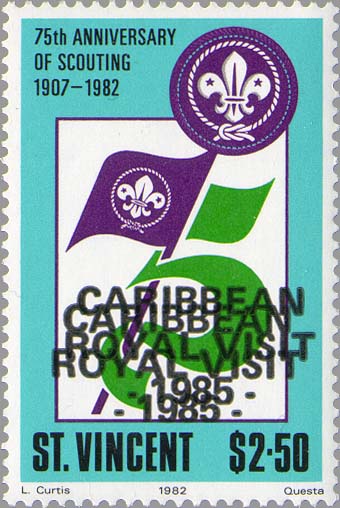 75th ANNIVERSARY
OF SCOUTING
1907–1982
CARIBBEAN
CARIBBEAN
ROYAL VISIT
ROYAL VISIT
- 1985 -
- 1985 -
ST. VINCENT $2·50
L. Curtis 1982 Questa